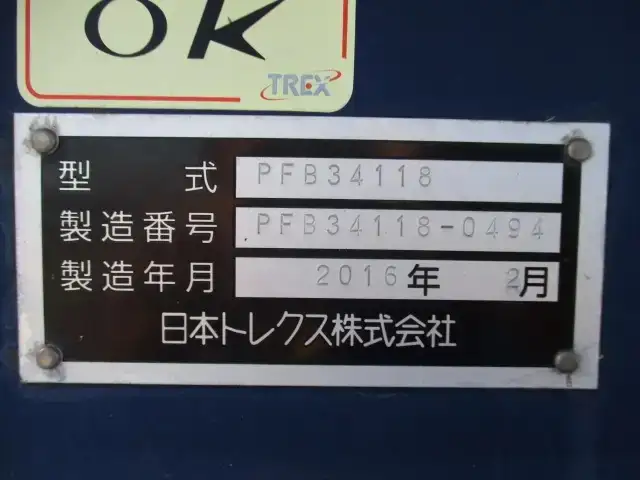 OK
TREX
型式 PFB34118
製造番号 PFB34118-0494
製造年月 2016年 2月
日本トレクス株式会社